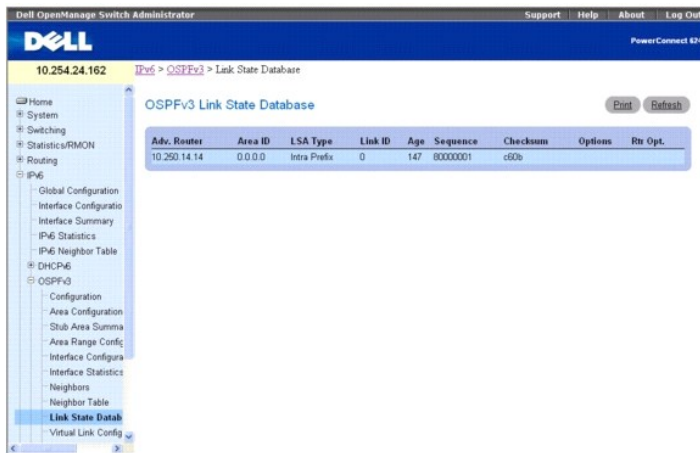 Dell OpenManage Switch Administrator Support Help About Log Out
DELL
PowerConnect 624
10.254.24.162
IPv6 > OSPFv3 > Link State Database
Home
System
Switching
Statistics/RMON
Routing
IPv6
Global Configuration
Interface Configuratio
Interface Summary
IPv6 Statistics
IPv6 Neighbor Table
DHCPv6
OSPFv3
Configuration
Area Configuration
Stub Area Summa
Area Range Config
Interface Configura
Interface Statistics
Neighbors
Neighbor Table
Link State Datab
Virtual Link Config
OSPFv3 Link State Database
Print Refresh
Adv. Router Area ID LSA Type Link ID Age Sequence Checksum Options Rtr Opt.
10.250.14.14 0.0.0.0 Intra Prefix 0 147 80000001 c60b